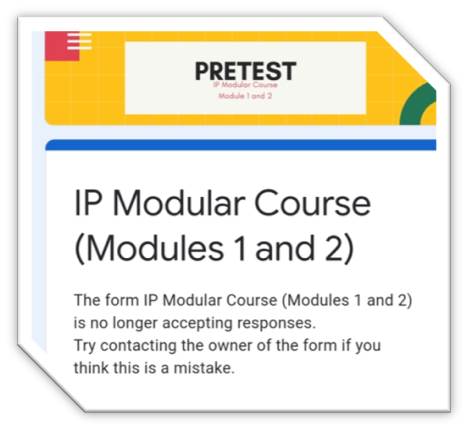 PRETEST
IP Modular Course
Module 1 and 2
IP Modular Course
(Modules 1 and 2)
The form IP Modular Course (Modules 1 and 2)
is no longer accepting responses.
Try contacting the owner of the form if you
think this is a mistake.